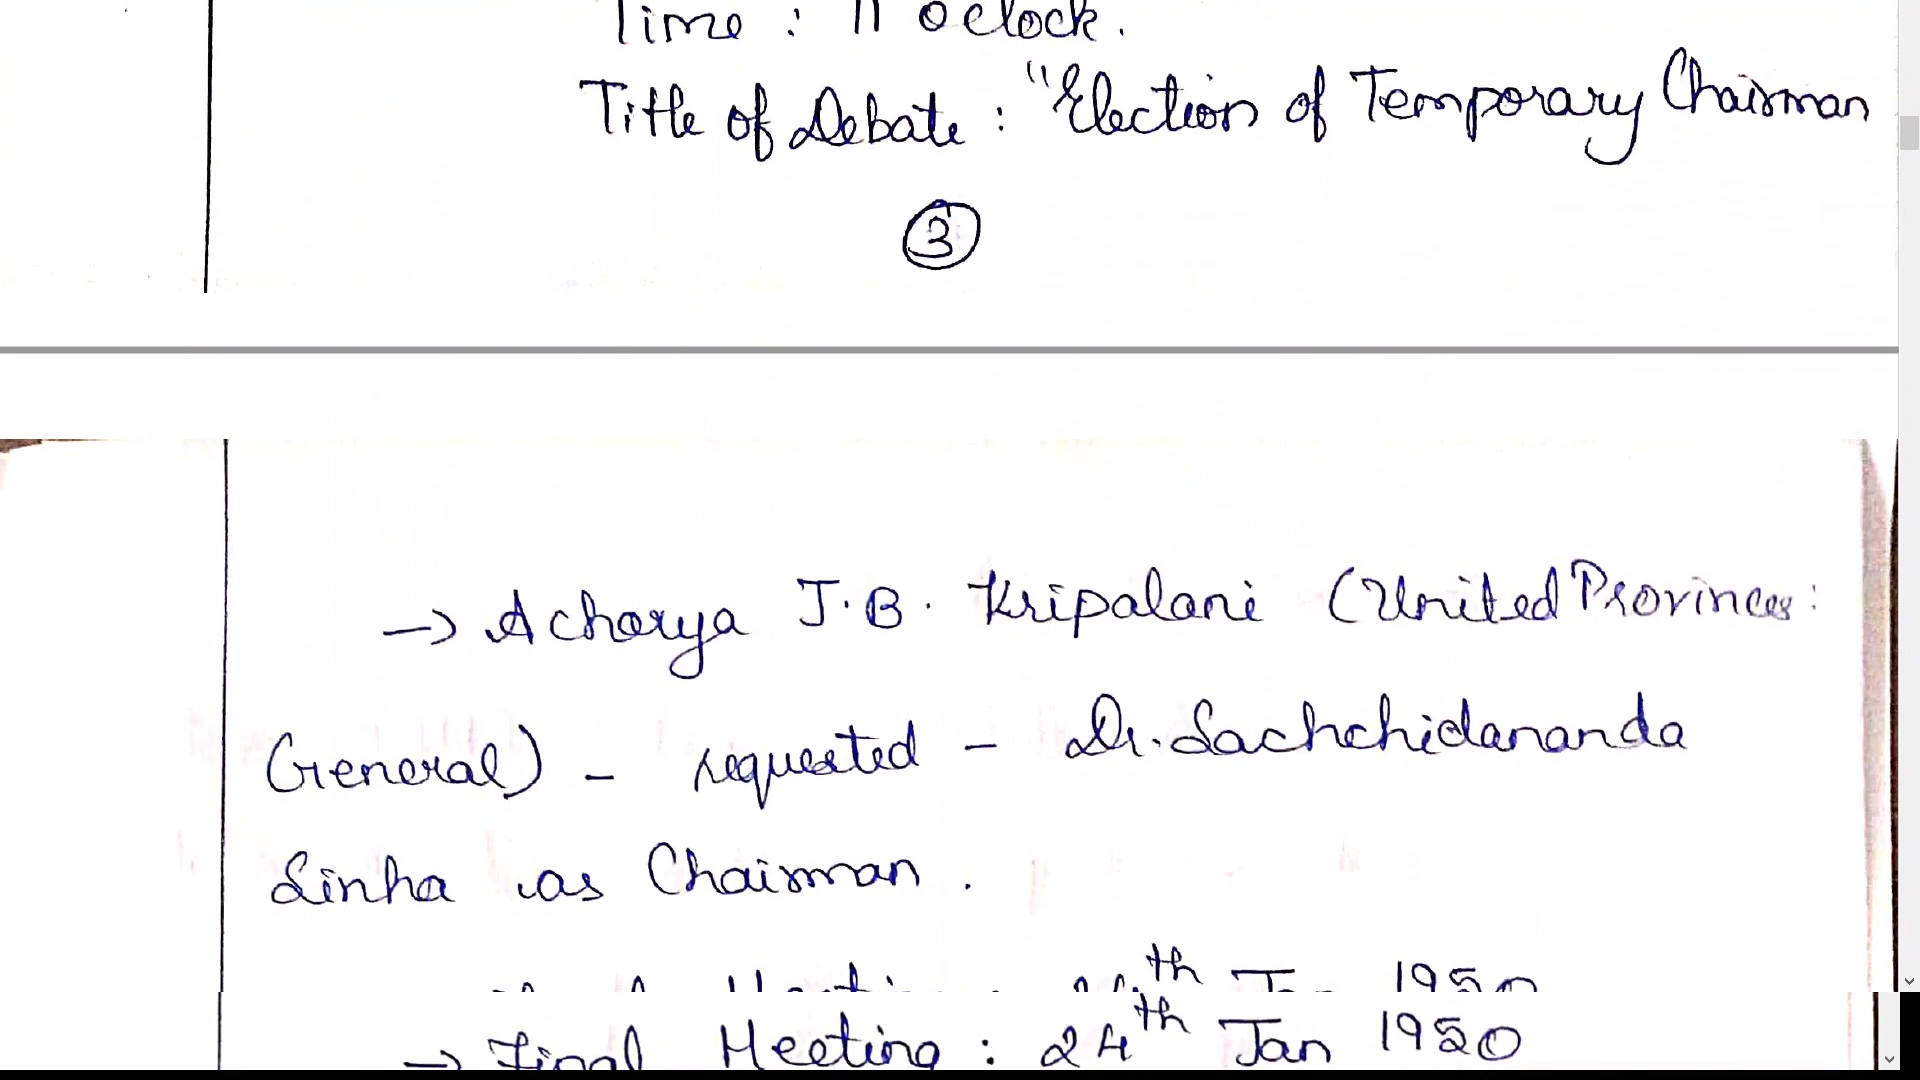 Time : 11 oclock.
Title of Debate : "Election of Temporary Chairman
3
→ Acharya J.B. Kripalani (United Provinces :
General) - requested - Dr. Sachchidananda
Sinha as Chairman .
→ Final Meeting : 24th Jan 1950